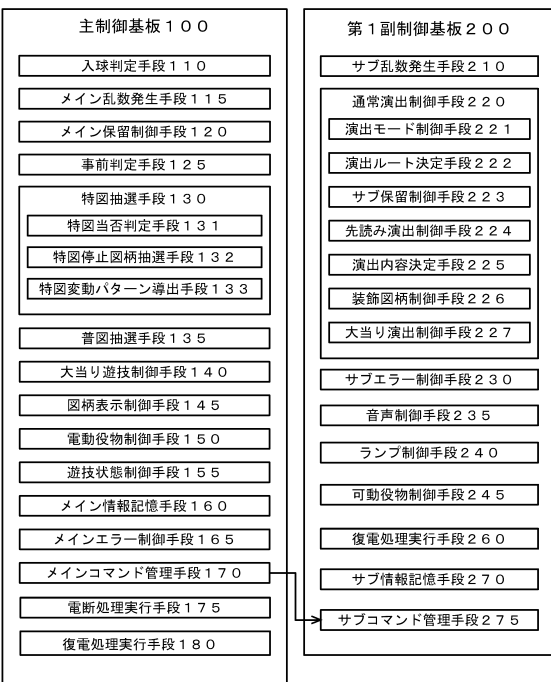 主制御基板１００
入球判定手段１１０
メイン乱数発生手段１１５
メイン保留制御手段１２０
事前判定手段１２５
特図抽選手段１３０
特図当否判定手段１３１
特図停止図柄抽選手段１３２
特図変動パターン導出手段１３３
普図抽選手段１３５
大当り遊技制御手段１４０
図柄表示制御手段１４５
電動役物制御手段１５０
遊技状態制御手段１５５
メイン情報記憶手段１６０
メインエラー制御手段１６５
メインコマンド管理手段１７０
電断処理実行手段１７５
復電処理実行手段１８０
第１副制御基板２００
サブ乱数発生手段２１０
通常演出制御手段２２０
演出モード制御手段２２１
演出ルート決定手段２２２
サブ保留制御手段２２３
先読み演出制御手段２２４
演出内容決定手段２２５
装飾図柄制御手段２２６
大当り演出制御手段２２７
サブエラー制御手段２３０
音声制御手段２３５
ランプ制御手段２４０
可動役物制御手段２４５
復電処理実行手段２６０
サブ情報記憶手段２７０
サブコマンド管理手段２７５